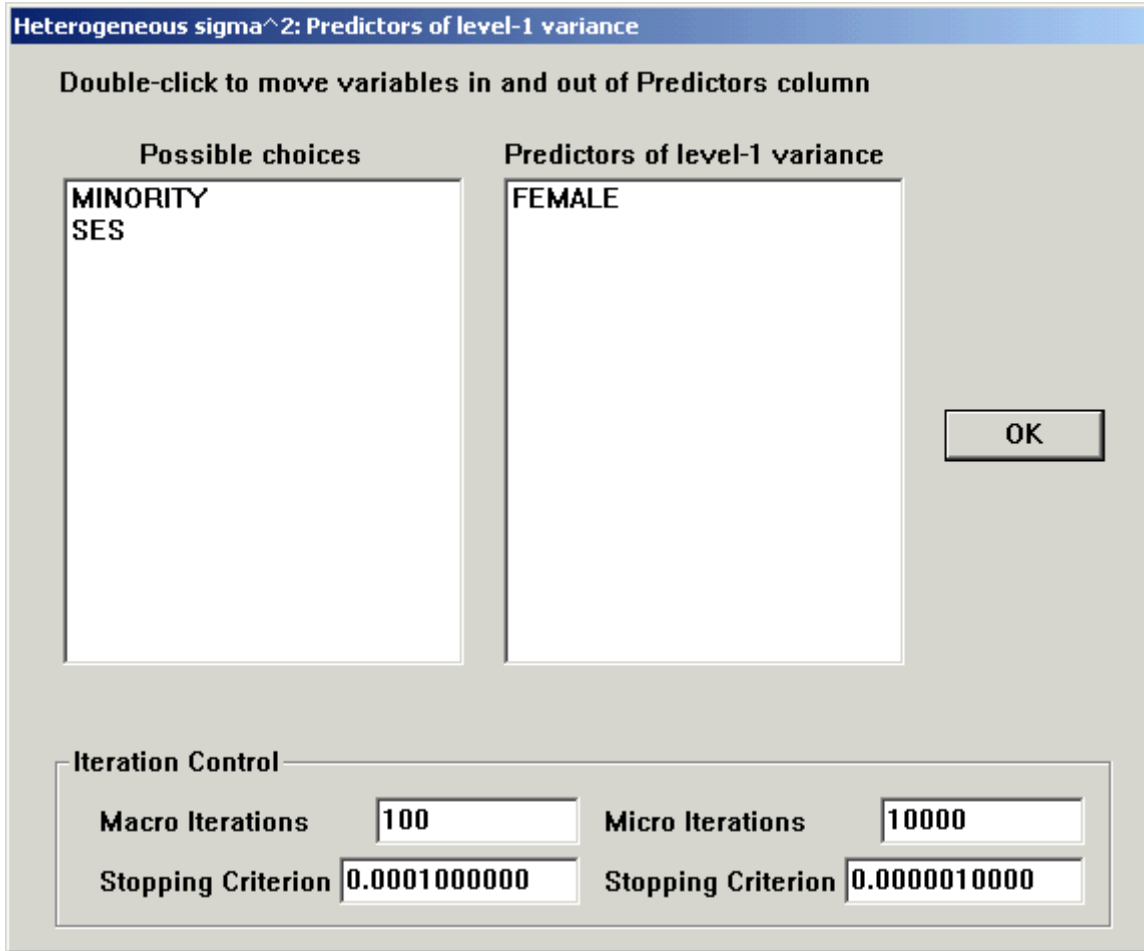 Heterogeneous sigma^2: Predictors of level-1 variance
Double-click to move variables in and out of Predictors column
Possible choices
Predictors of level-1 variance
MINORITY
SES
FEMALE
OK
Iteration Control
Macro Iterations 100
Micro Iterations 10000
Stopping Criterion 0.0001000000
Stopping Criterion 0.0000010000